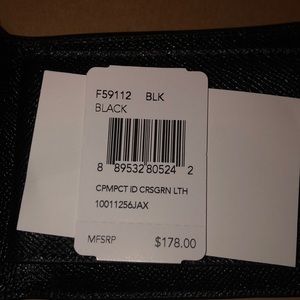 F59112 BLK
BLACK
8 89532 80524 2
CPMPCT ID CRSGRN LTH
10011256JAX
MFSRP $178.00